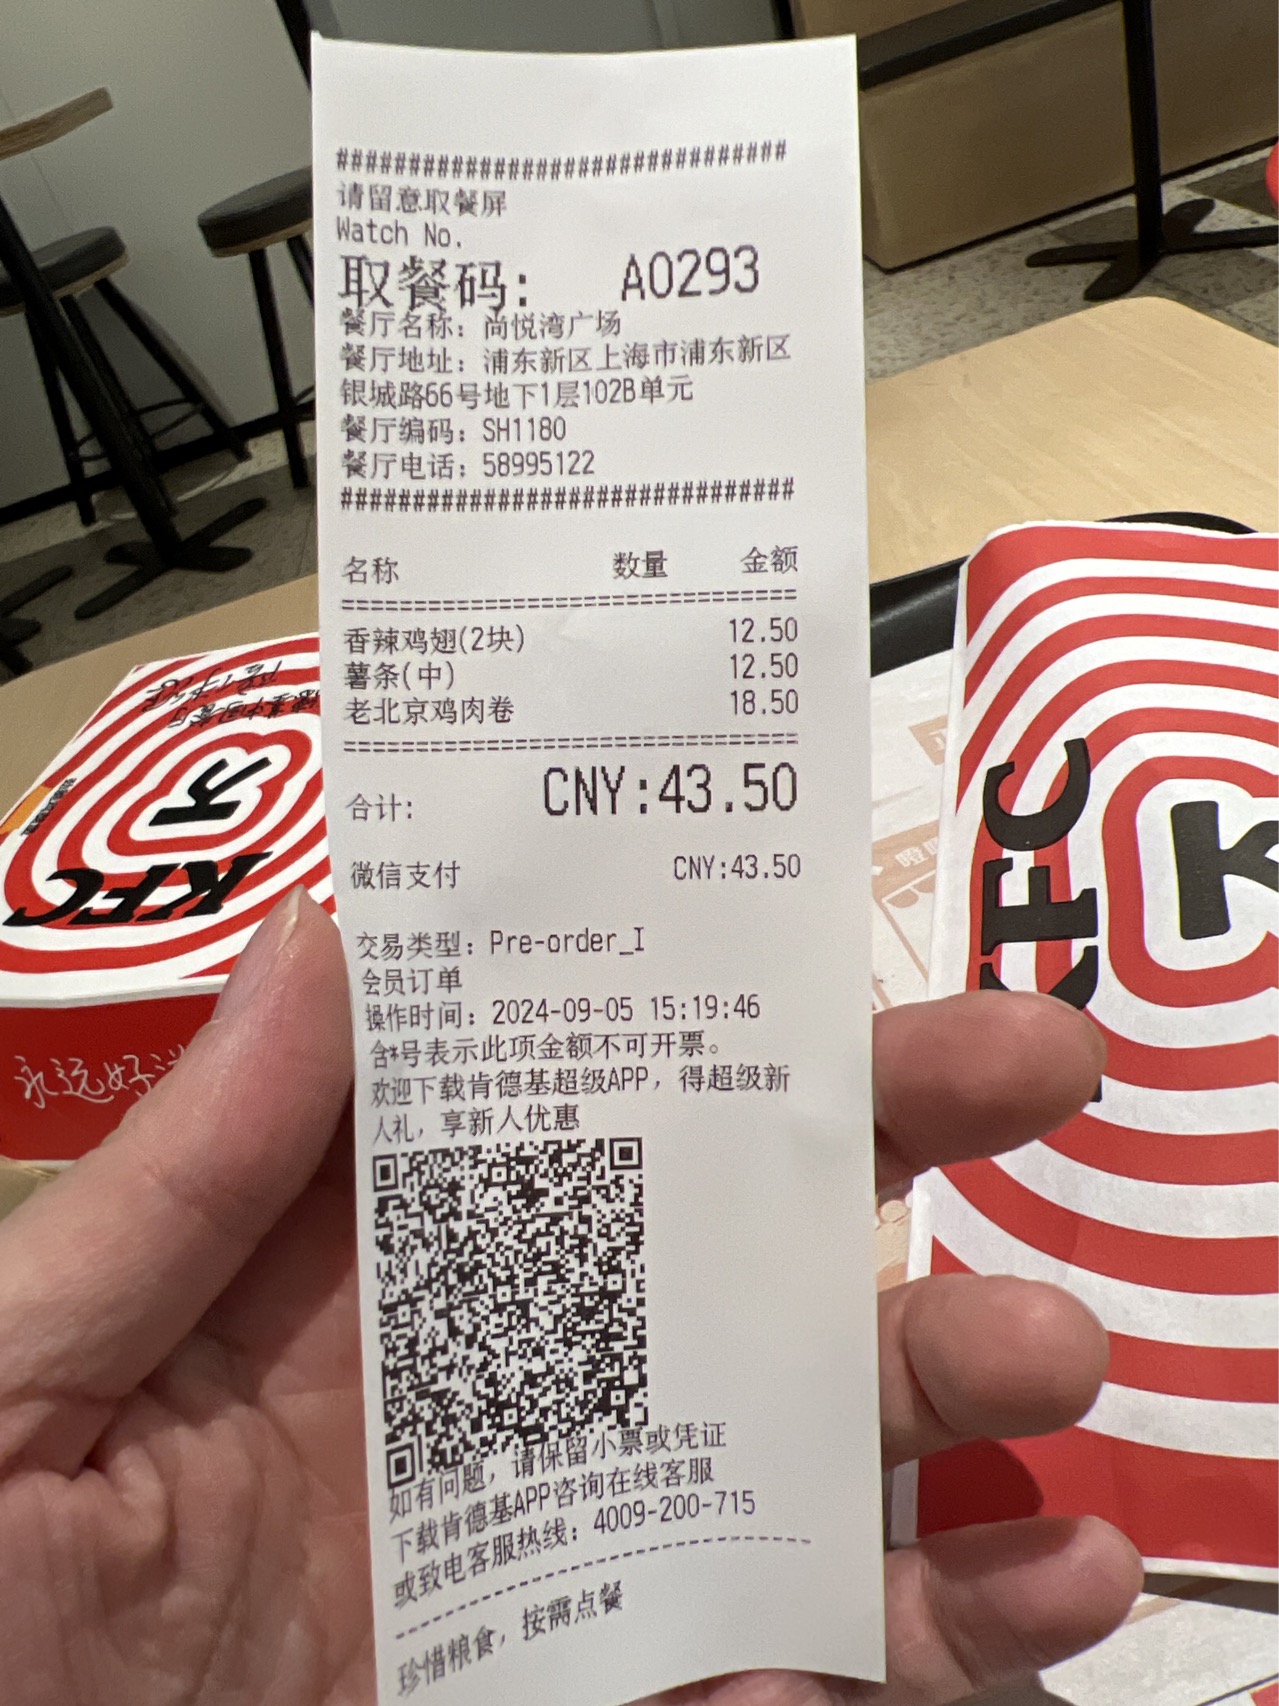 ################################
请留意取餐屏
Watch No.
取餐码: A0293
餐厅名称: 尚悦湾广场
餐厅地址: 浦东新区上海市浦东新区
银城路66号地下1层102B单元
餐厅编码: SH1180
餐厅电话: 58995122
################################
名称 数量 金额
================================
香辣鸡翅(2块) 12.50
薯条(中) 12.50
老北京鸡肉卷 18.50
================================
合计: CNY:43.50
微信支付 CNY:43.50
交易类型: Pre-order_I
会员订单
操作时间: 2024-09-05 15:19:46
含*号表示此项金额不可开票。
欢迎下载肯德基超级APP，得超级新
人礼，享新人优惠
如有问题，请保留小票或凭证
下载肯德基APP咨询在线客服
或致电客服热线: 4009-200-715
--------------------------------
珍惜粮食，按需点餐
KFC
永远好
KFC